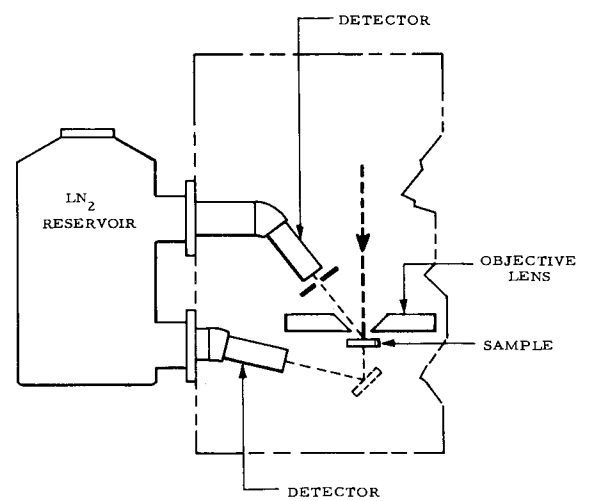 DETECTOR
LN2
RESERVOIR
OBJECTIVE
LENS
SAMPLE
DETECTOR